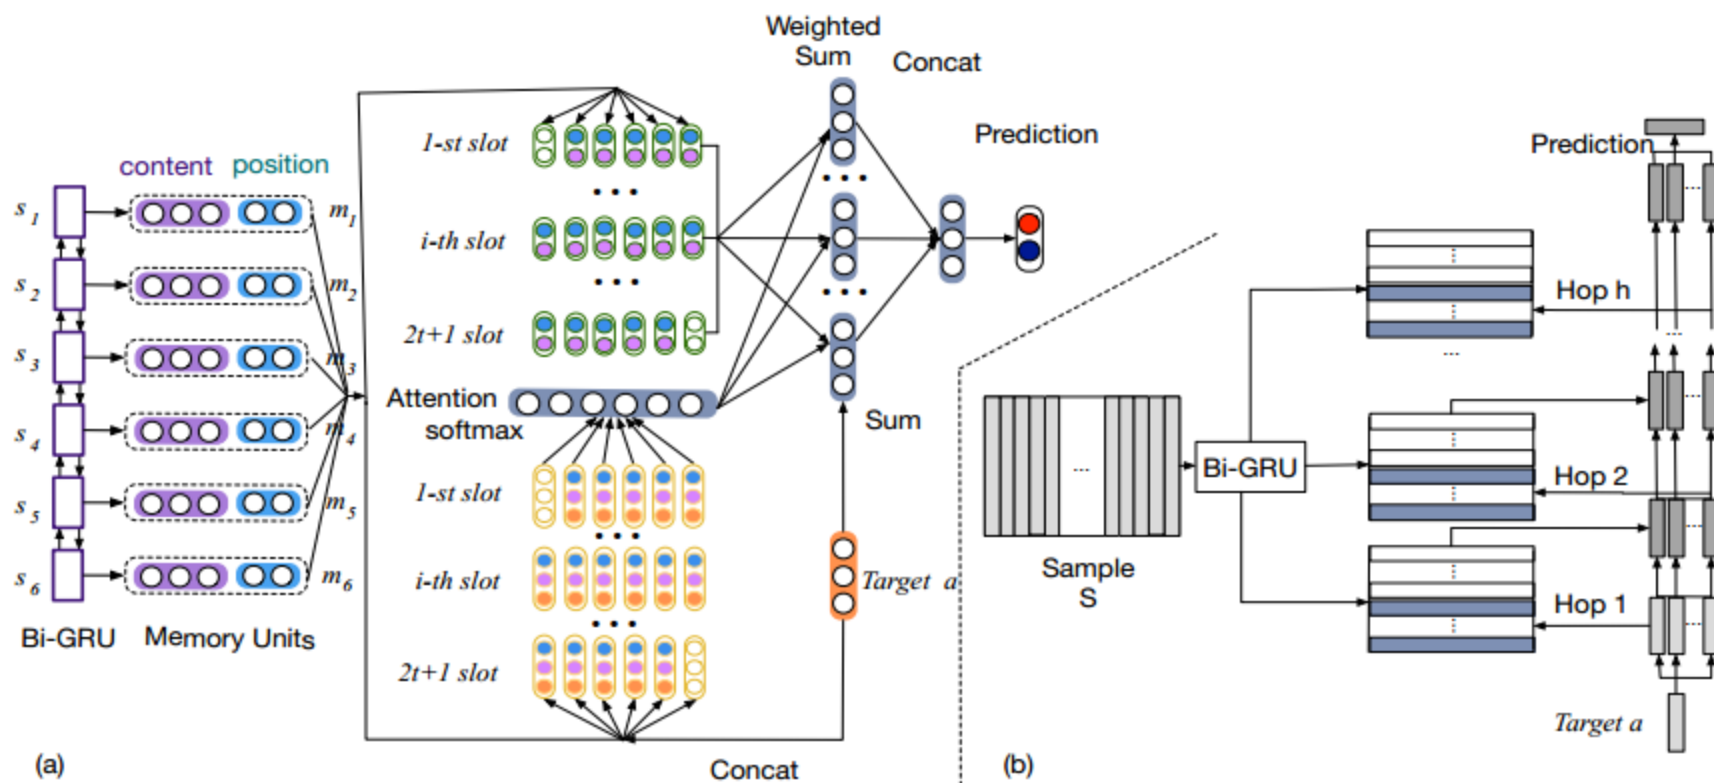 Weighted
Sum
Concat
1-st slot
Prediction
content
position
s1
m1
i-th slot
s2
m2
2t+1 slot
s3
m3
Attention
softmax
Sum
s4
m4
1-st slot
s5
m5
i-th slot
Target a
s6
m6
Bi-GRU
Memory Units
2t+1 slot
Concat
(a)
Prediction
Hop h
Bi-GRU
Hop 2
Sample
S
Hop 1
Target a
(b)